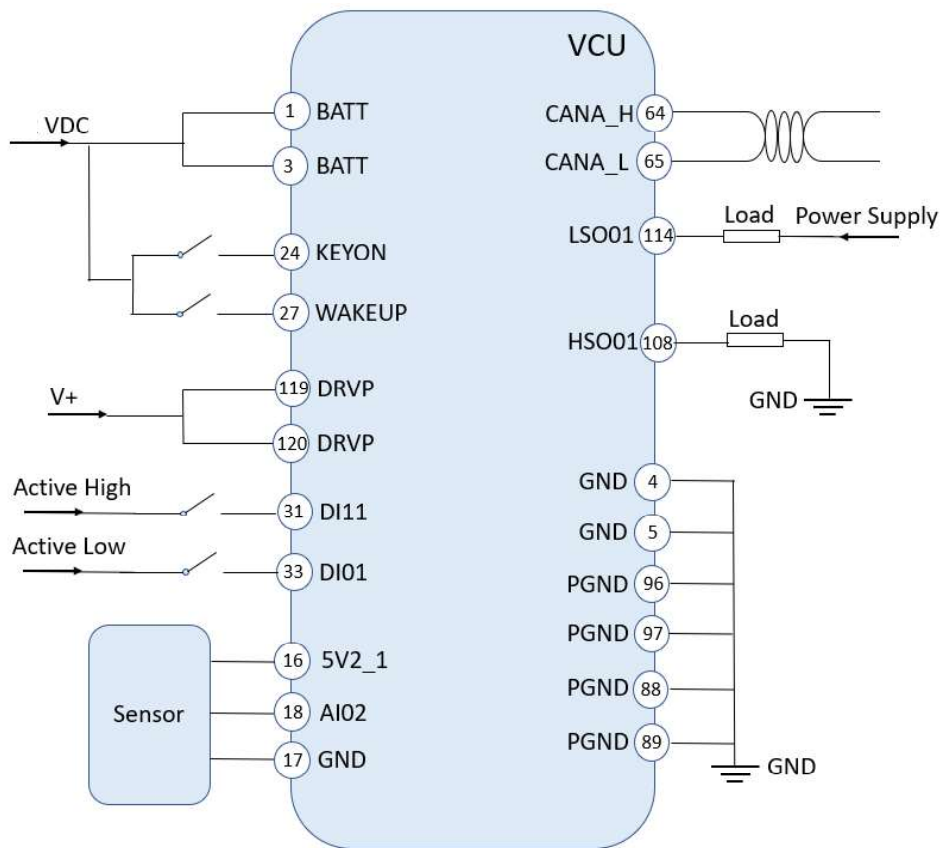 VCU
VDC
1 BATT
3 BATT
24 KEYON
27 WAKEUP
V+
119 DRVP
120 DRVP
Active High
31 DI11
Active Low
33 DI01
Sensor
16 5V2_1
18 AI02
17 GND
CANA_H 64
CANA_L 65
LSO01 114
Load
Power Supply
HSO01 108
Load
GND
GND 4
GND 5
PGND 96
PGND 97
PGND 88
PGND 89
GND